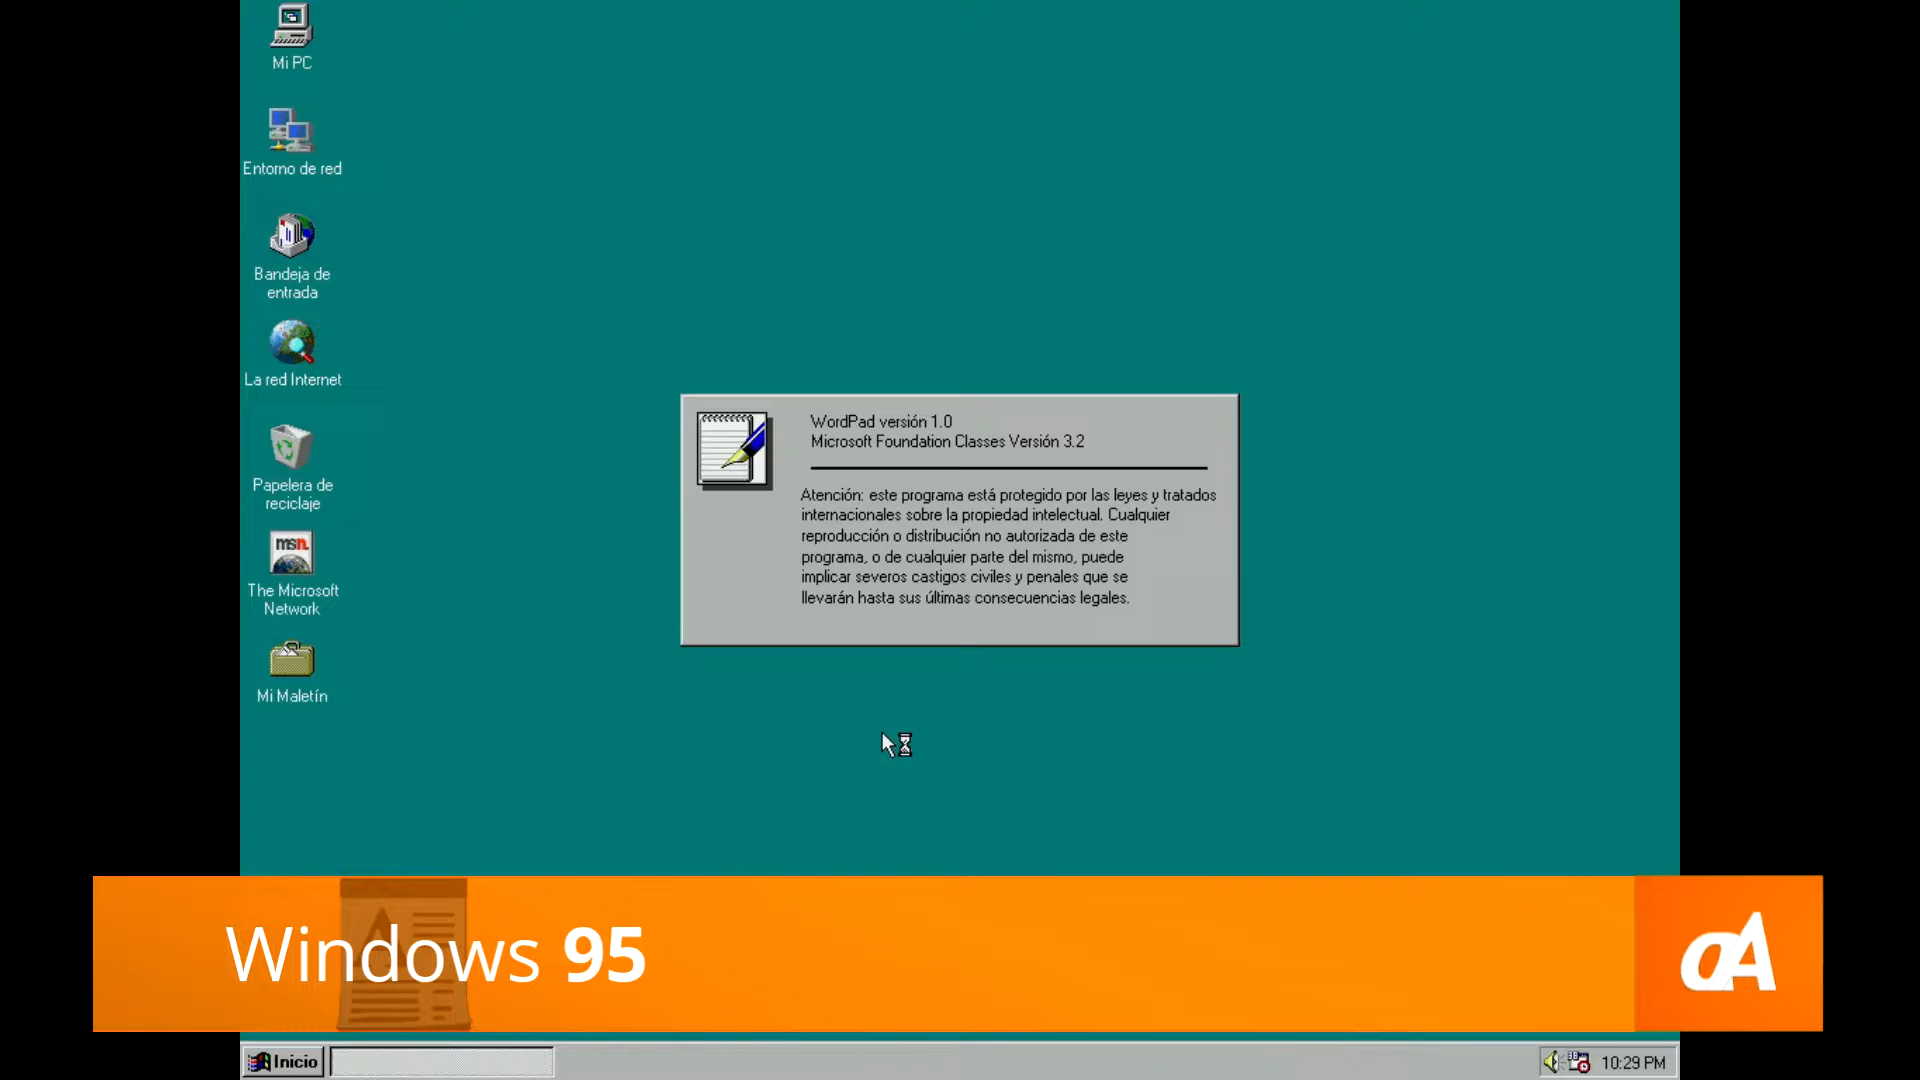 Mi PC
Entorno de red
Bandeja de
entrada
La red Internet
Papelera de
reciclaje
msn.
The Microsoft
Network
Mi Maletín
WordPad versión 1.0
Microsoft Foundation Classes Versión 3.2
Atención: este programa está protegido por las leyes y tratados
internacionales sobre la propiedad intelectual. Cualquier
reproducción o distribución no autorizada de este
programa, o de cualquier parte del mismo, puede
implicar severos castigos civiles y penales que se
llevarán hasta sus últimas consecuencias legales.
Windows 95
Inicio
10:29 PM